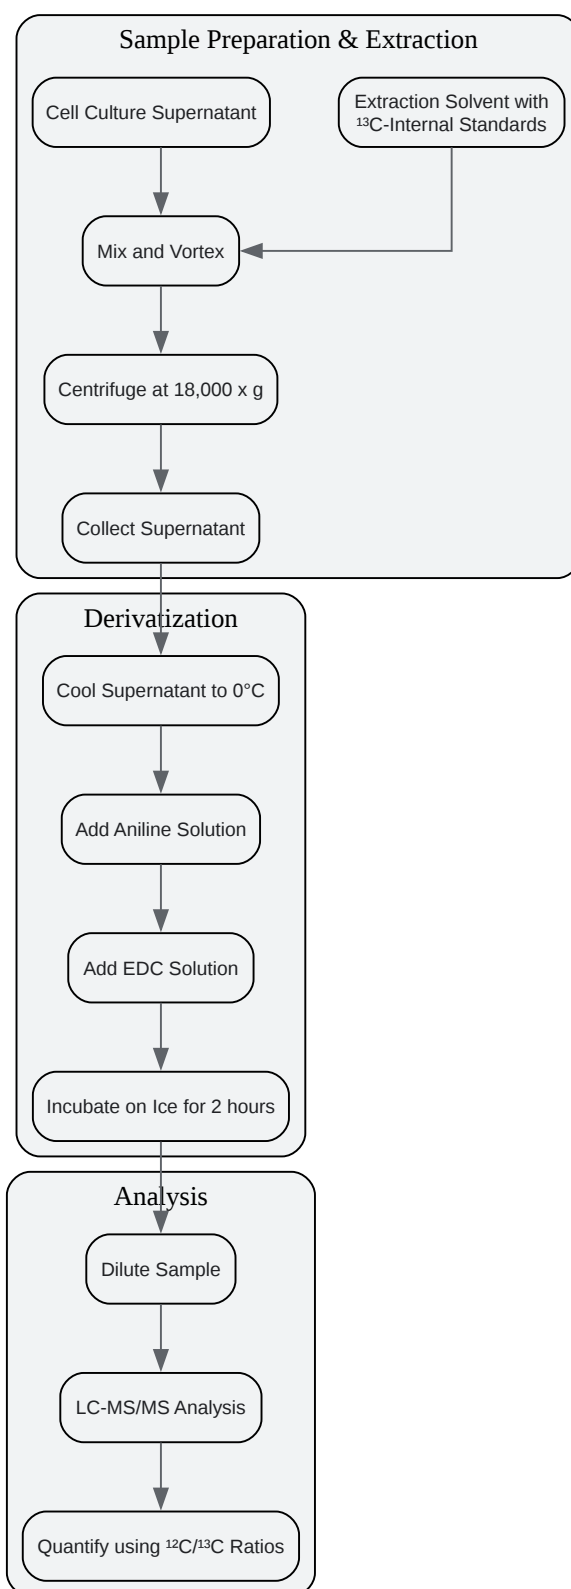 Sample Preparation & Extraction
Cell Culture Supernatant
Extraction Solvent with
¹³C-Internal Standards
Mix and Vortex
Centrifuge at 18,000 x g
Collect Supernatant
Derivatization
Cool Supernatant to 0°C
Add Aniline Solution
Add EDC Solution
Incubate on Ice for 2 hours
Analysis
Dilute Sample
LC-MS/MS Analysis
Quantify using ¹²C/¹³C Ratios